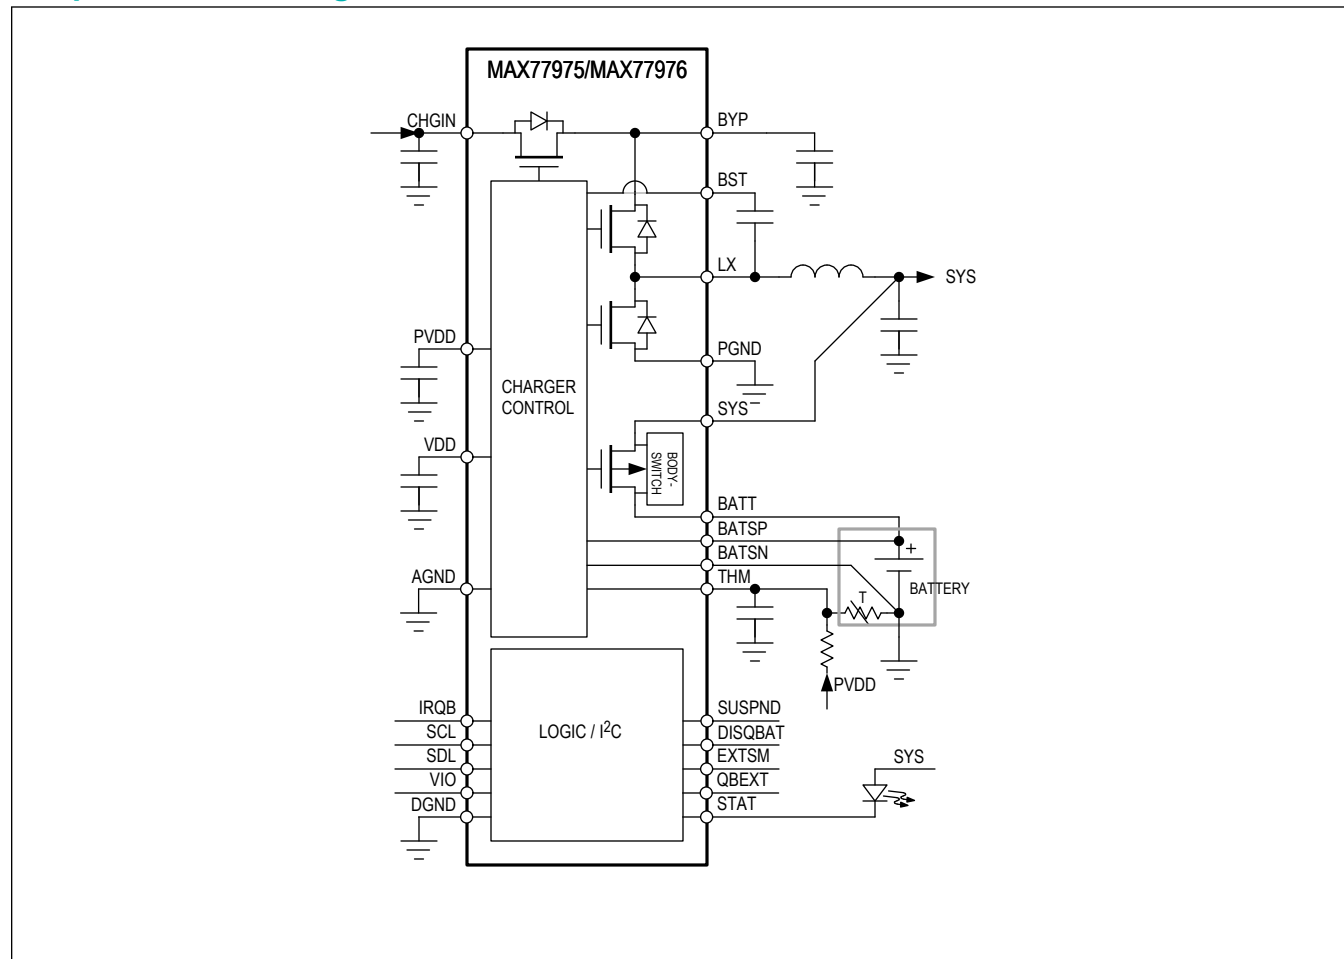 MAX77975/MAX77976
CHGIN
BYP
BST
LX
SYS
PVDD
PGND
CHARGER
CONTROL
SYS
VDD
BODY-
SWITCH
BATT
BATSP
BATSN
+
AGND
THM
T
BATTERY
PVDD
IRQB
SUSPND
SCL
LOGIC / I²C
DISQBAT
SDL
EXTSM
SYS
VIO
QBEXT
DGND
STAT